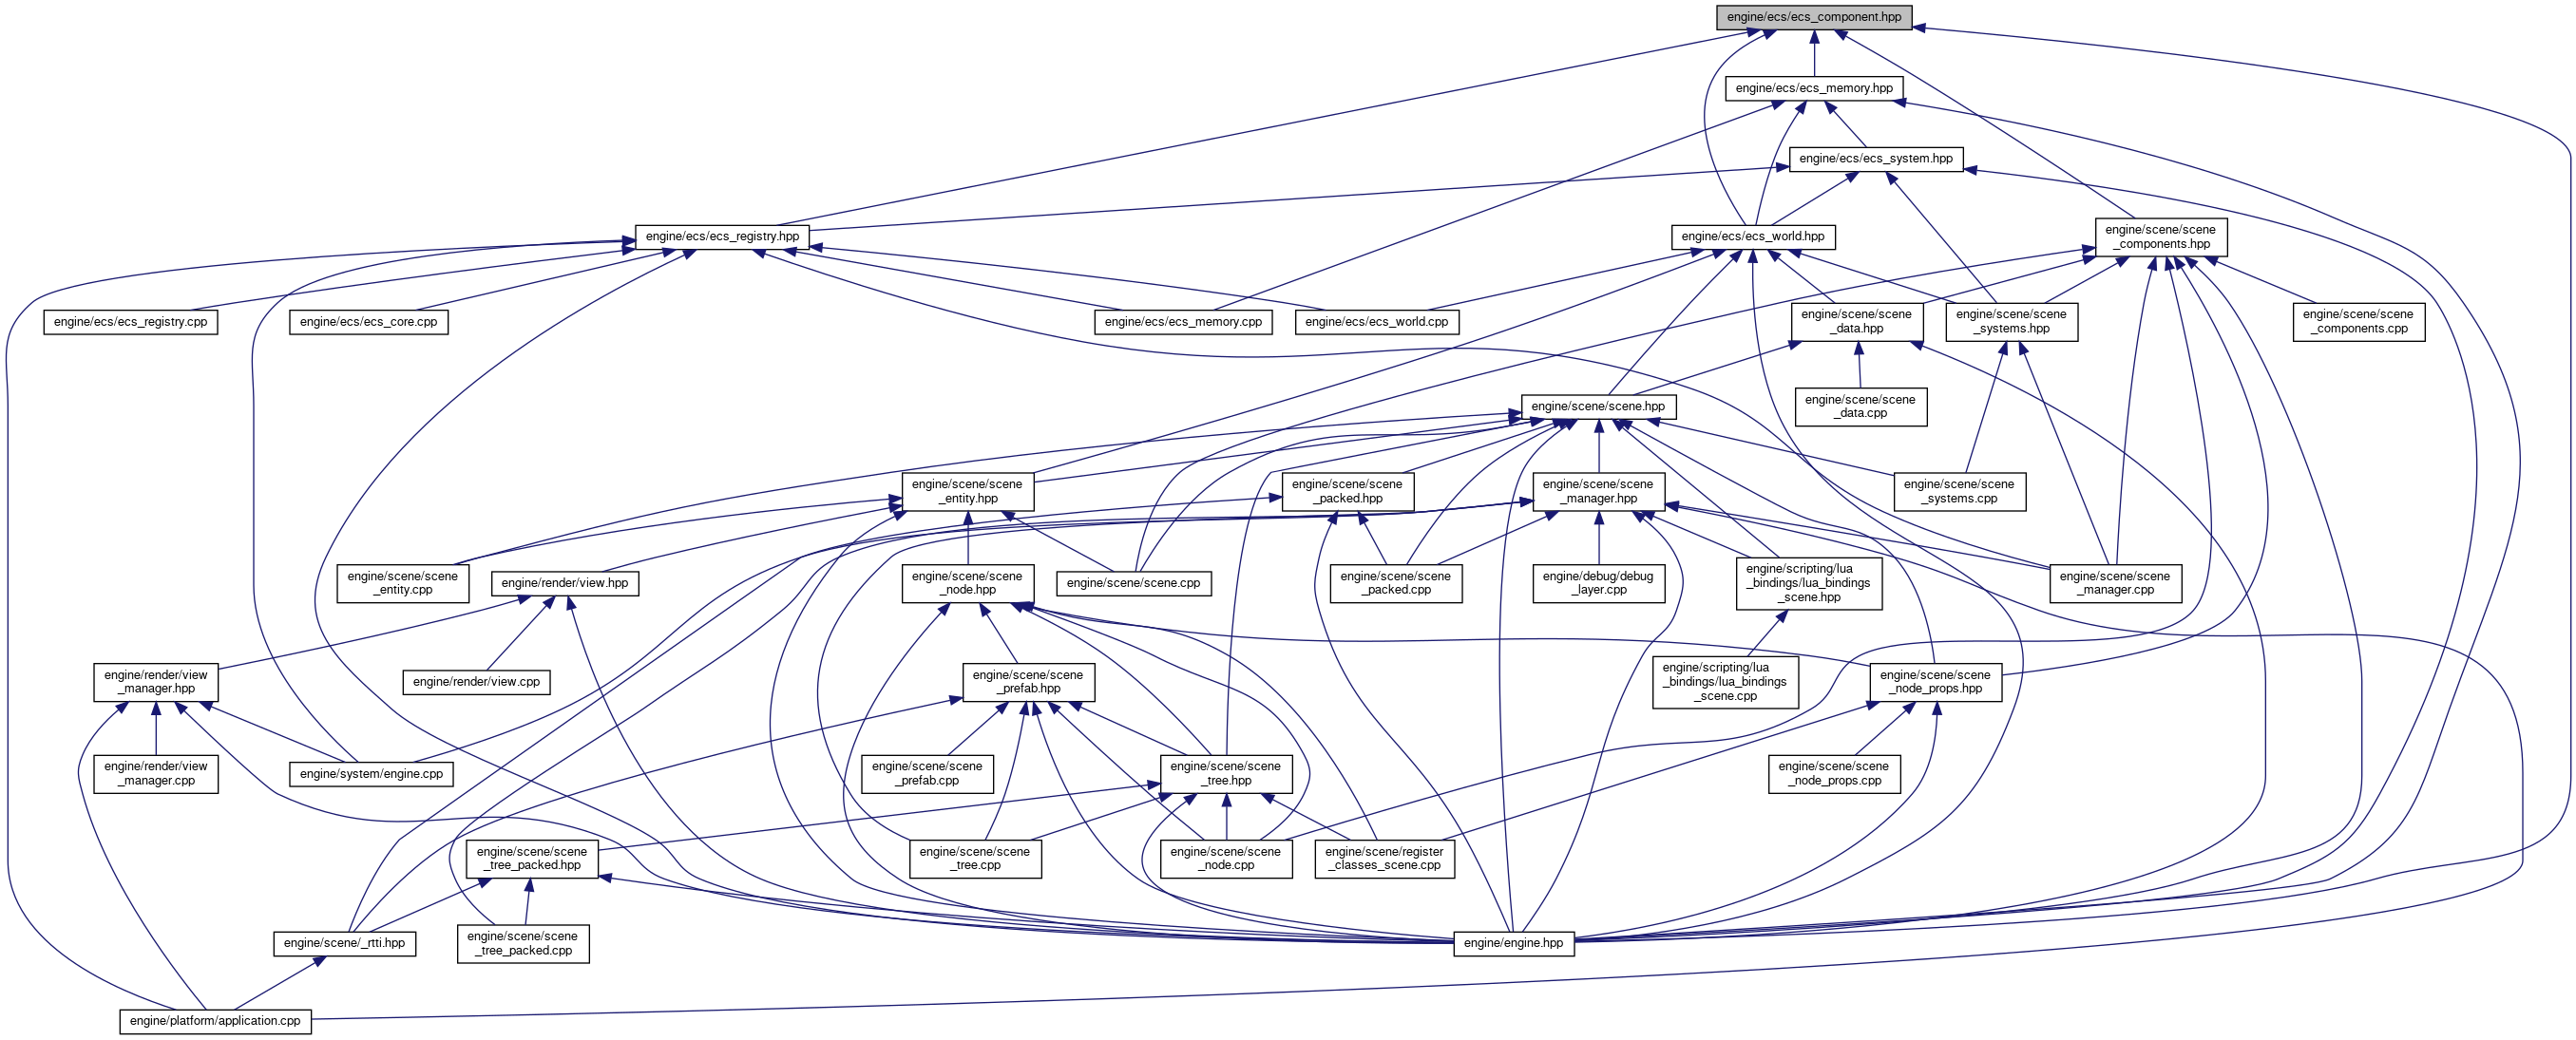 engine/ecs/ecs_component.hpp
engine/ecs/ecs_memory.hpp
engine/ecs/ecs_system.hpp
engine/ecs/ecs_registry.hpp
engine/ecs/ecs_world.hpp
engine/scene/scene
_components.hpp
engine/ecs/ecs_registry.cpp
engine/ecs/ecs_core.cpp
engine/ecs/ecs_memory.cpp
engine/ecs/ecs_world.cpp
engine/scene/scene
_data.hpp
engine/scene/scene
_systems.hpp
engine/scene/scene
_components.cpp
engine/scene/scene.hpp
engine/scene/scene
_data.cpp
engine/scene/scene
_entity.hpp
engine/scene/scene
_packed.hpp
engine/scene/scene
_manager.hpp
engine/scene/scene
_systems.cpp
engine/scene/scene
_entity.cpp
engine/render/view.hpp
engine/scene/scene
_node.hpp
engine/scene/scene.cpp
engine/scene/scene
_packed.cpp
engine/debug/debug
_layer.cpp
engine/scripting/lua
_bindings/lua_bindings
_scene.hpp
engine/scene/scene
_manager.cpp
engine/render/view
_manager.hpp
engine/render/view.cpp
engine/scene/scene
_prefab.hpp
engine/scripting/lua
_bindings/lua_bindings
_scene.cpp
engine/scene/scene
_node_props.hpp
engine/render/view
_manager.cpp
engine/system/engine.cpp
engine/scene/scene
_prefab.cpp
engine/scene/scene
_tree.hpp
engine/scene/scene
_node_props.cpp
engine/scene/scene
_tree_packed.hpp
engine/scene/scene
_tree.cpp
engine/scene/scene
_node.cpp
engine/scene/register
_classes_scene.cpp
engine/scene/_rtti.hpp
engine/scene/scene
_tree_packed.cpp
engine/engine.hpp
engine/platform/application.cpp